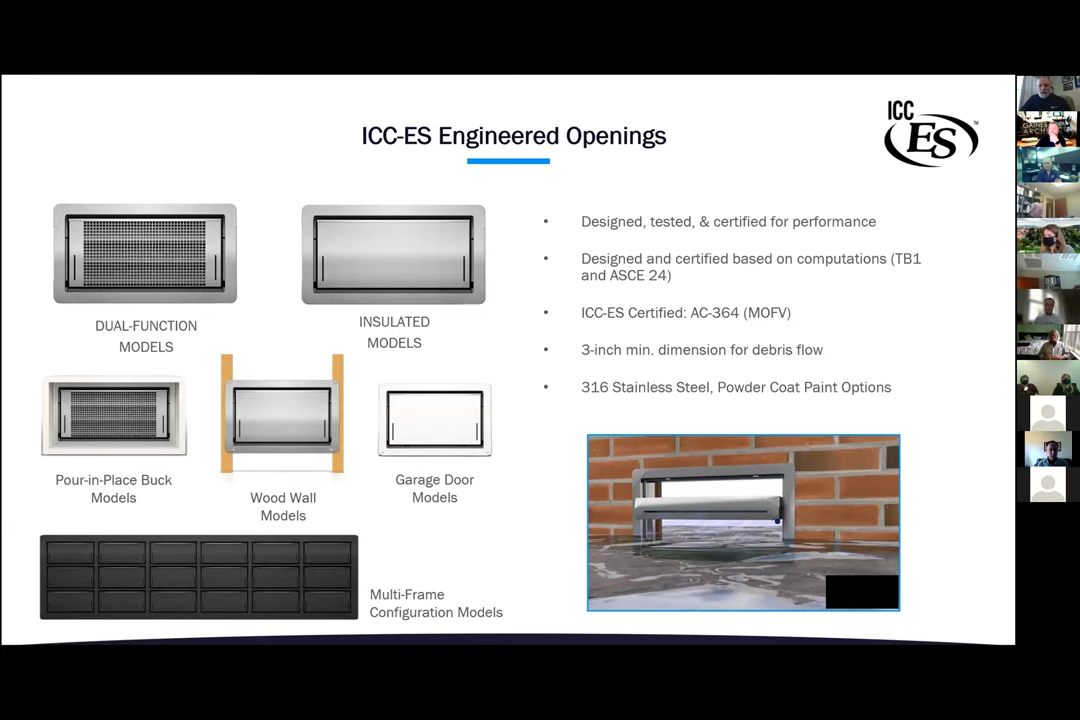 ICC-ES Engineered Openings
ICC
ES
TM
DUAL-FUNCTION
MODELS
INSULATED
MODELS
Pour-in-Place Buck
Models
Wood Wall
Models
Garage Door
Models
Multi-Frame
Configuration Models
• Designed, tested, & certified for performance
• Designed and certified based on computations (TB1
and ASCE 24)
• ICC-ES Certified: AC-364 (MOFV)
• 3-inch min. dimension for debris flow
• 316 Stainless Steel, Powder Coat Paint Options